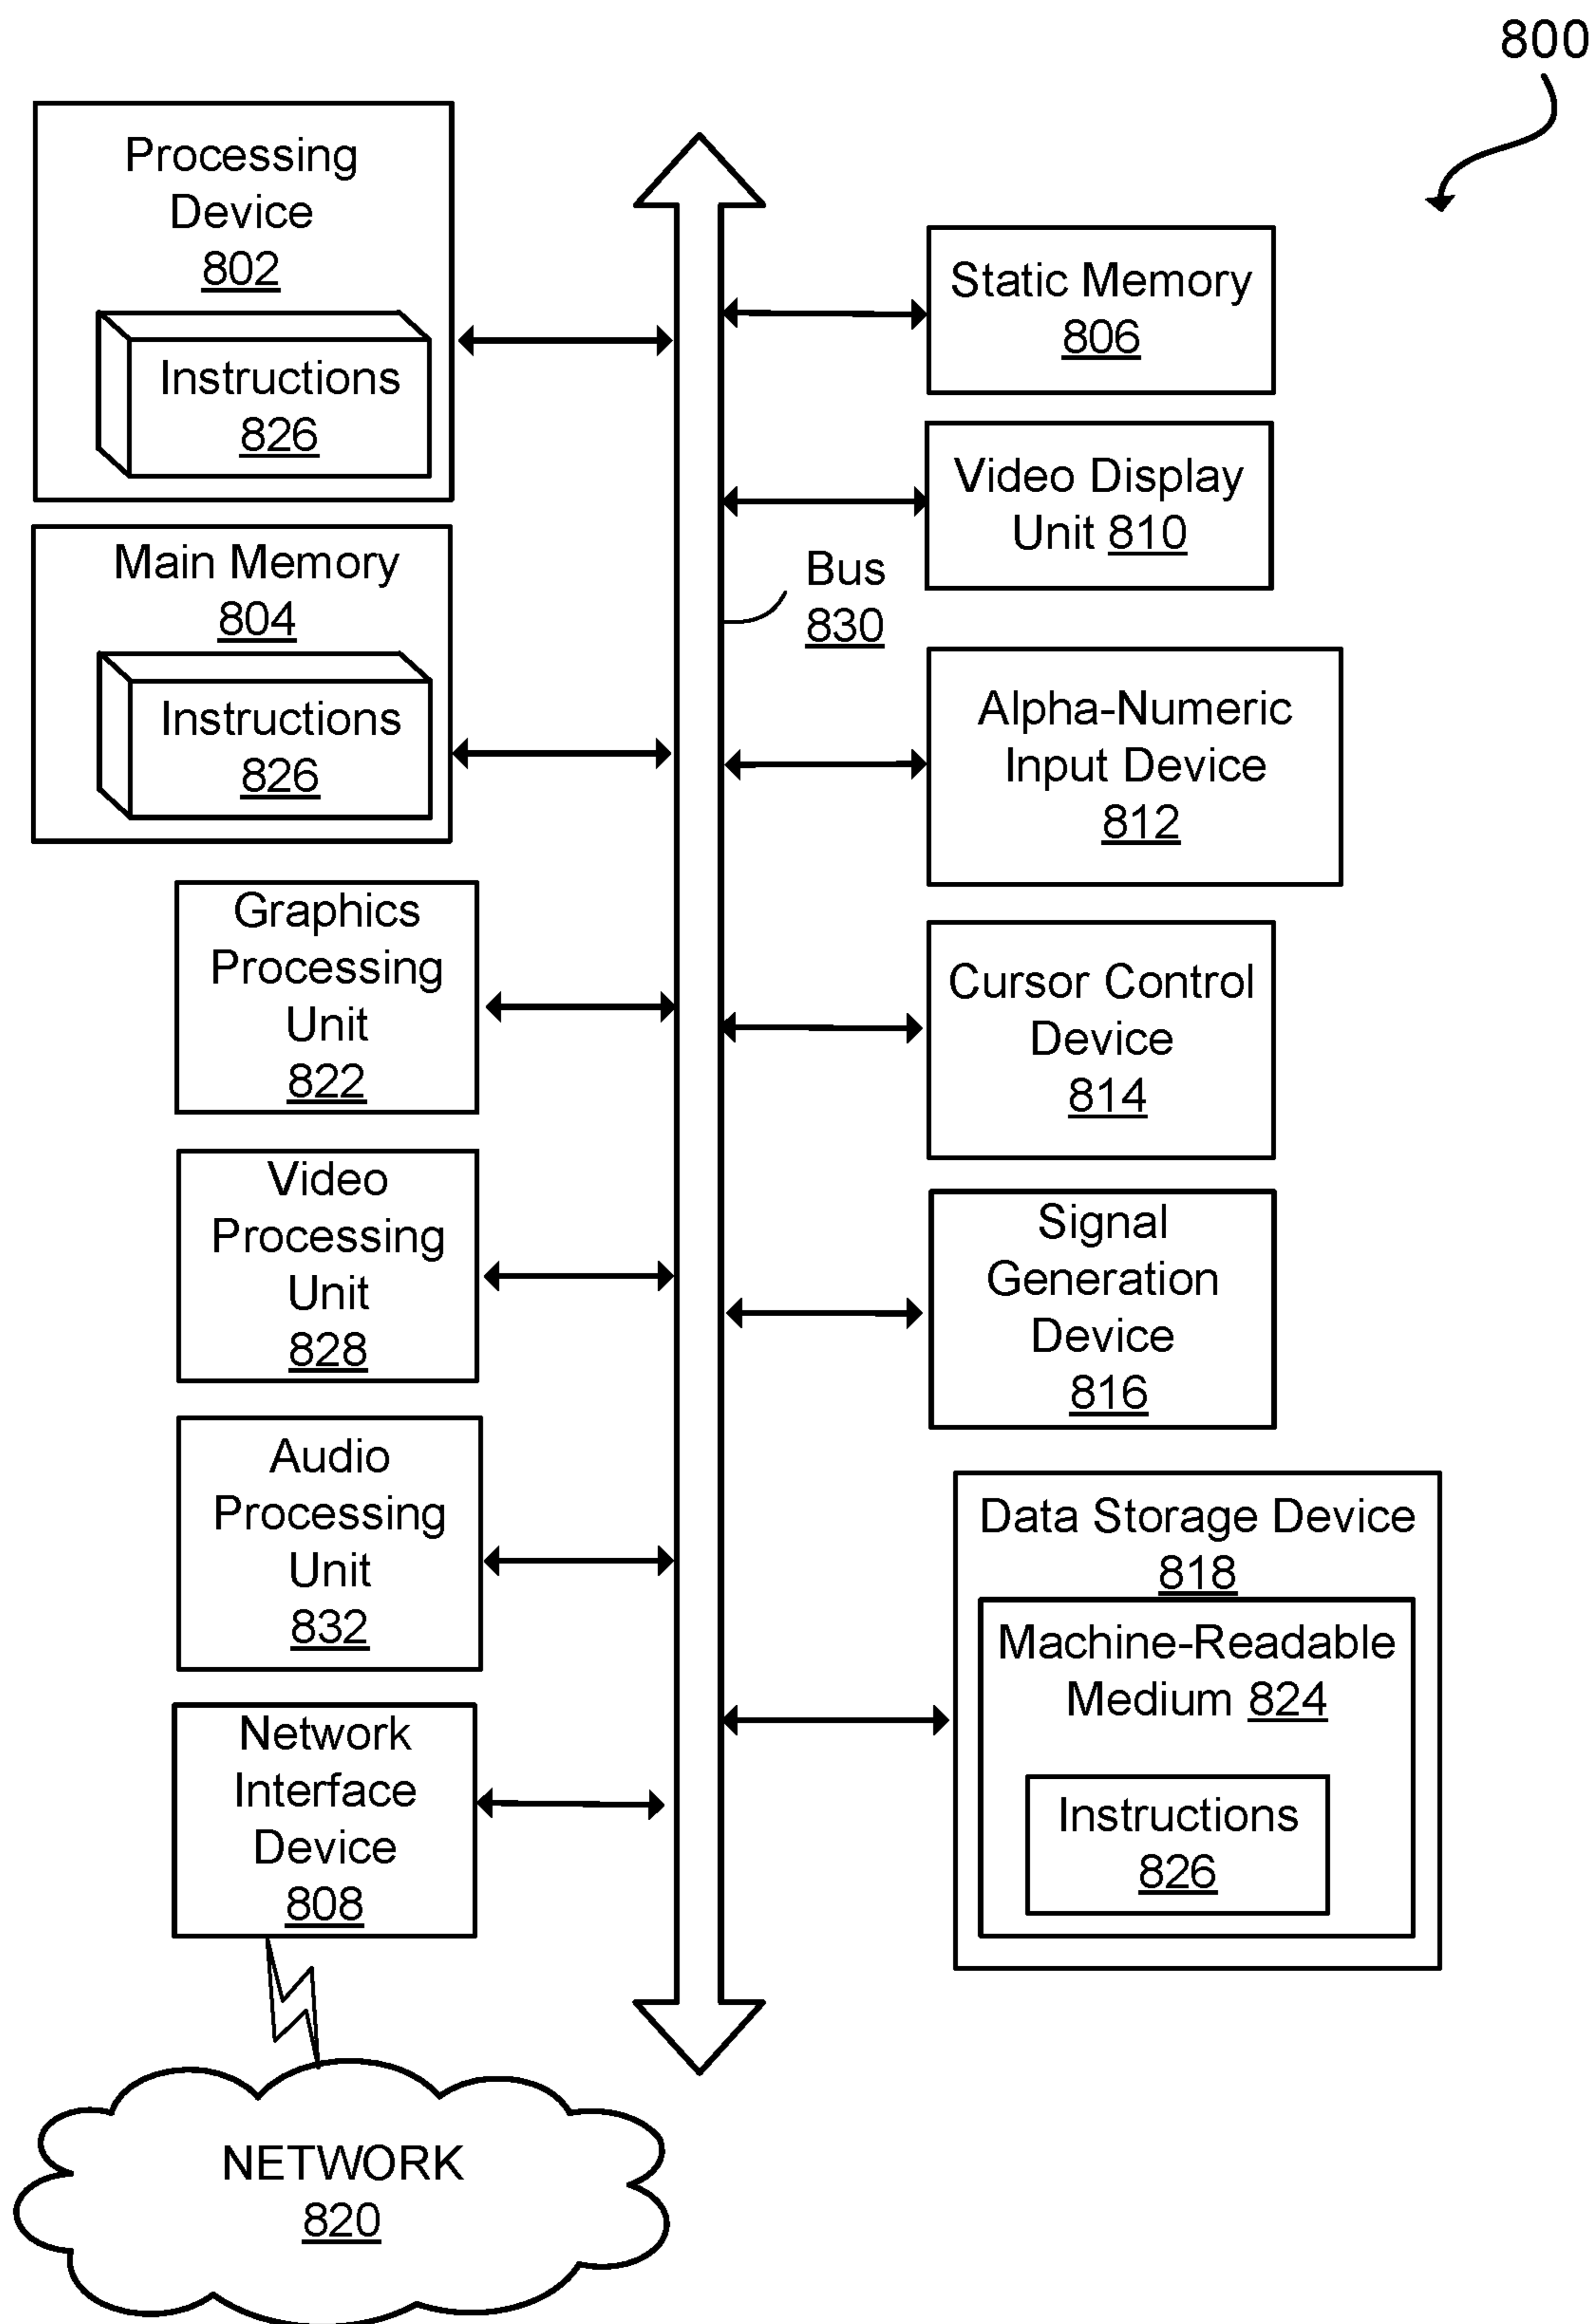 800
Processing
Device
802
Instructions
826
Main Memory
804
Instructions
826
Graphics
Processing
Unit
822
Video
Processing
Unit
828
Audio
Processing
Unit
832
Network
Interface
Device
808
NETWORK
820
Bus
830
Static Memory
806
Video Display
Unit 810
Alpha-Numeric
Input Device
812
Cursor Control
Device
814
Signal
Generation
Device
816
Data Storage Device
818
Machine-Readable
Medium 824
Instructions
826